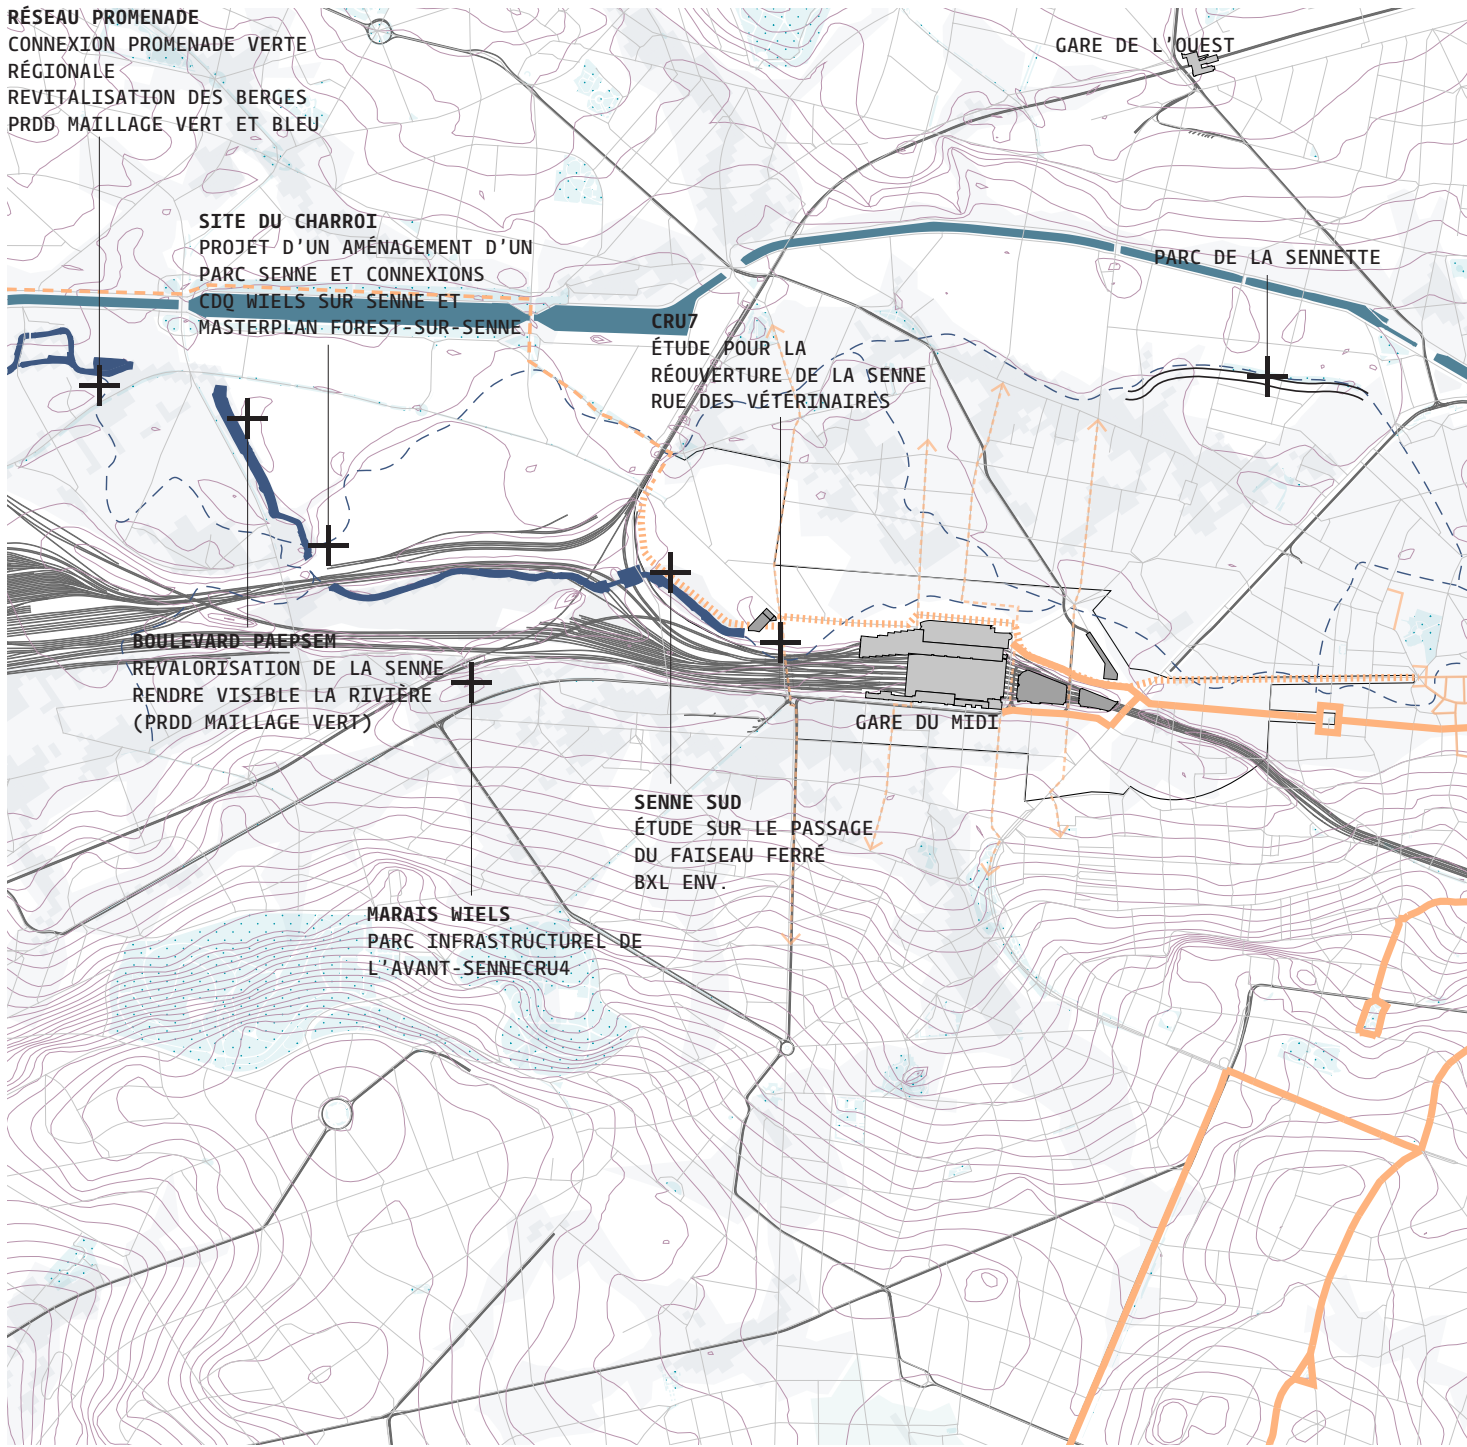 RÉSEAU PROMENADE
CONNEXION PROMENADE VERTE
RÉGIONALE
REVITALISATION DES BERGES
PRDD MAILLAGE VERT ET BLEU
GARE DE L'OUEST
SITE DU CHARROI
PROJET D'UN AMÉNAGEMENT D'UN
PARC SENNE ET CONNEXIONS
CDQ WIELS SUR SENNE ET
MASTERPLAN FOREST-SUR-SENNE
PARC DE LA SENNETTE
CRU7
ÉTUDE POUR LA
RÉOUVERTURE DE LA SENNE
RUE DES VÉTÉRINAIRES
BOULEVARD PAEPSEM
REVALORISATION DE LA SENNE
RENDRE VISIBLE LA RIVIÈRE
(PRDD MAILLAGE VERT)
GARE DU MIDI
SENNE SUD
ÉTUDE SUR LE PASSAGE
DU FAISEAU FERRÉ
BXL ENV.
MARAIS WIELS
PARC INFRASTRUCTUREL DE
L'AVANT-SENNECRU4